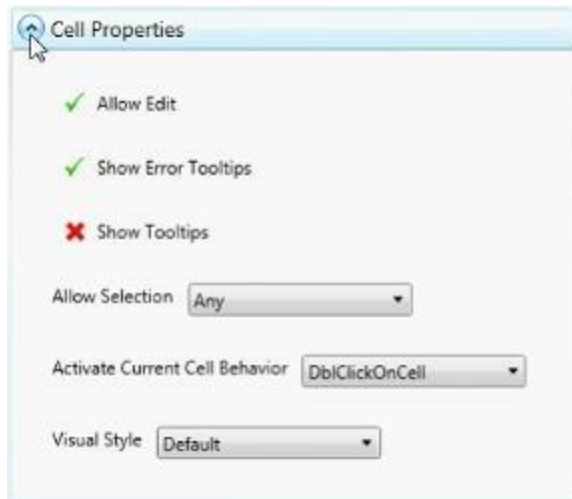 Cell Properties
Allow Edit
Show Error Tooltips
Show Tooltips
Allow Selection Any
Activate Current Cell Behavior DblClickOnCell
Visual Style Default